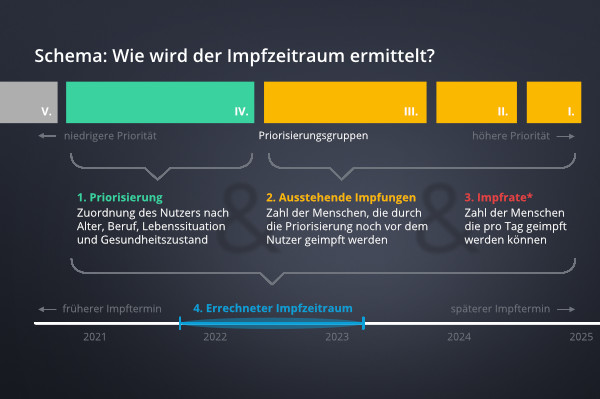 Schema: Wie wird der Impfzeitraum ermittelt?
V. IV. III. II. I.
niedrigere Priorität Priorisierungsgruppen höhere Priorität
1. Priorisierung
Zuordnung des Nutzers nach
Alter, Beruf, Lebenssituation
und Gesundheitszustand
&
2. Ausstehende Impfungen
Zahl der Menschen, die durch
die Priorisierung noch vor dem
Nutzer geimpft werden
&
3. Impfrate*
Zahl der Menschen
die pro Tag geimpft
werden können
früherer Impftermin 4. Errechneter Impfzeitraum späterer Impftermin
2021 2022 2023 2024 2025